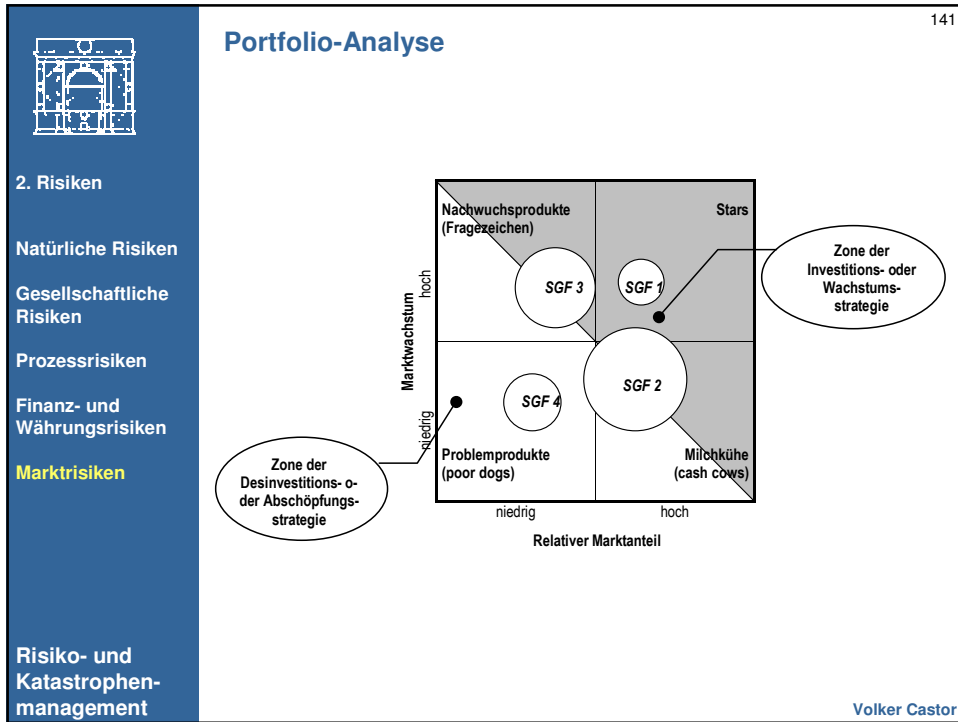 141
Portfolio-Analyse
2. Risiken
Natürliche Risiken
Gesellschaftliche
Risiken
Prozessrisiken
Finanz- und
Währungsrisiken
Marktrisiken
Risiko- und
Katastrophen-
management
Nachwuchsprodukte
(Fragezeichen)
Stars
Zone der
Investitions- oder
Wachstums-
strategie
hoch
Marktwachstum
niedrig
SGF 3
SGF 1
SGF 2
SGF 4
Problemprodukte
(poor dogs)
Milchkühe
(cash cows)
Zone der
Desinvestitions- o-
der Abschöpfungs-
strategie
niedrig
hoch
Relativer Marktanteil
Volker Castor